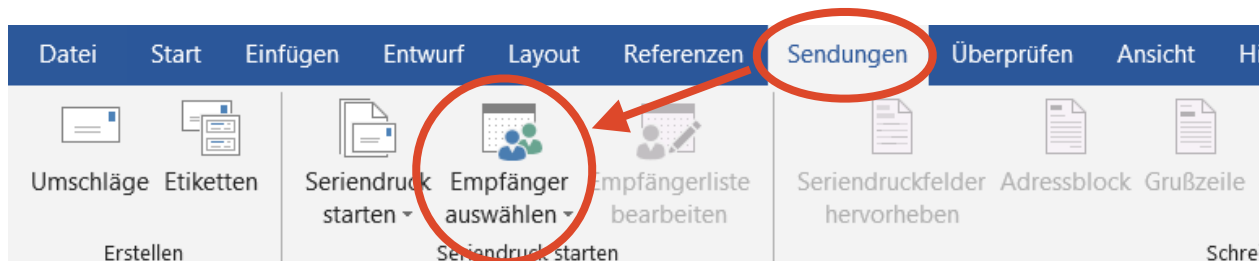 Datei Start Einfügen Entwurf Layout Referenzen Sendungen Überprüfen Ansicht
Umschläge Etiketten Seriendruck Empfänger Empfängerliste Seriendruckfelder Adressblock Grußzeile
starten auswählen bearbeiten hervorheben
Erstellen Seriendruck starten